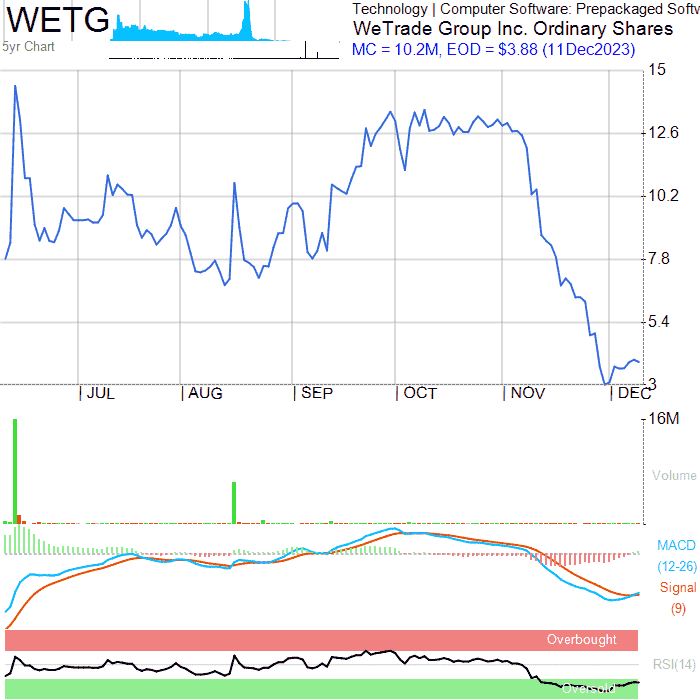 WETG
5yr Chart
Technology | Computer Software: Prepackaged Softw
WeTrade Group Inc. Ordinary Shares
MC = 10.2M, EOD = $3.88 (11Dec2023)
15
12.6
10.2
7.8
5.4
3
JUL AUG SEP OCT NOV DEC
16M
Volume
MACD
(12-26)
Signal
(9)
Overbought
RSI(14)
Oversold